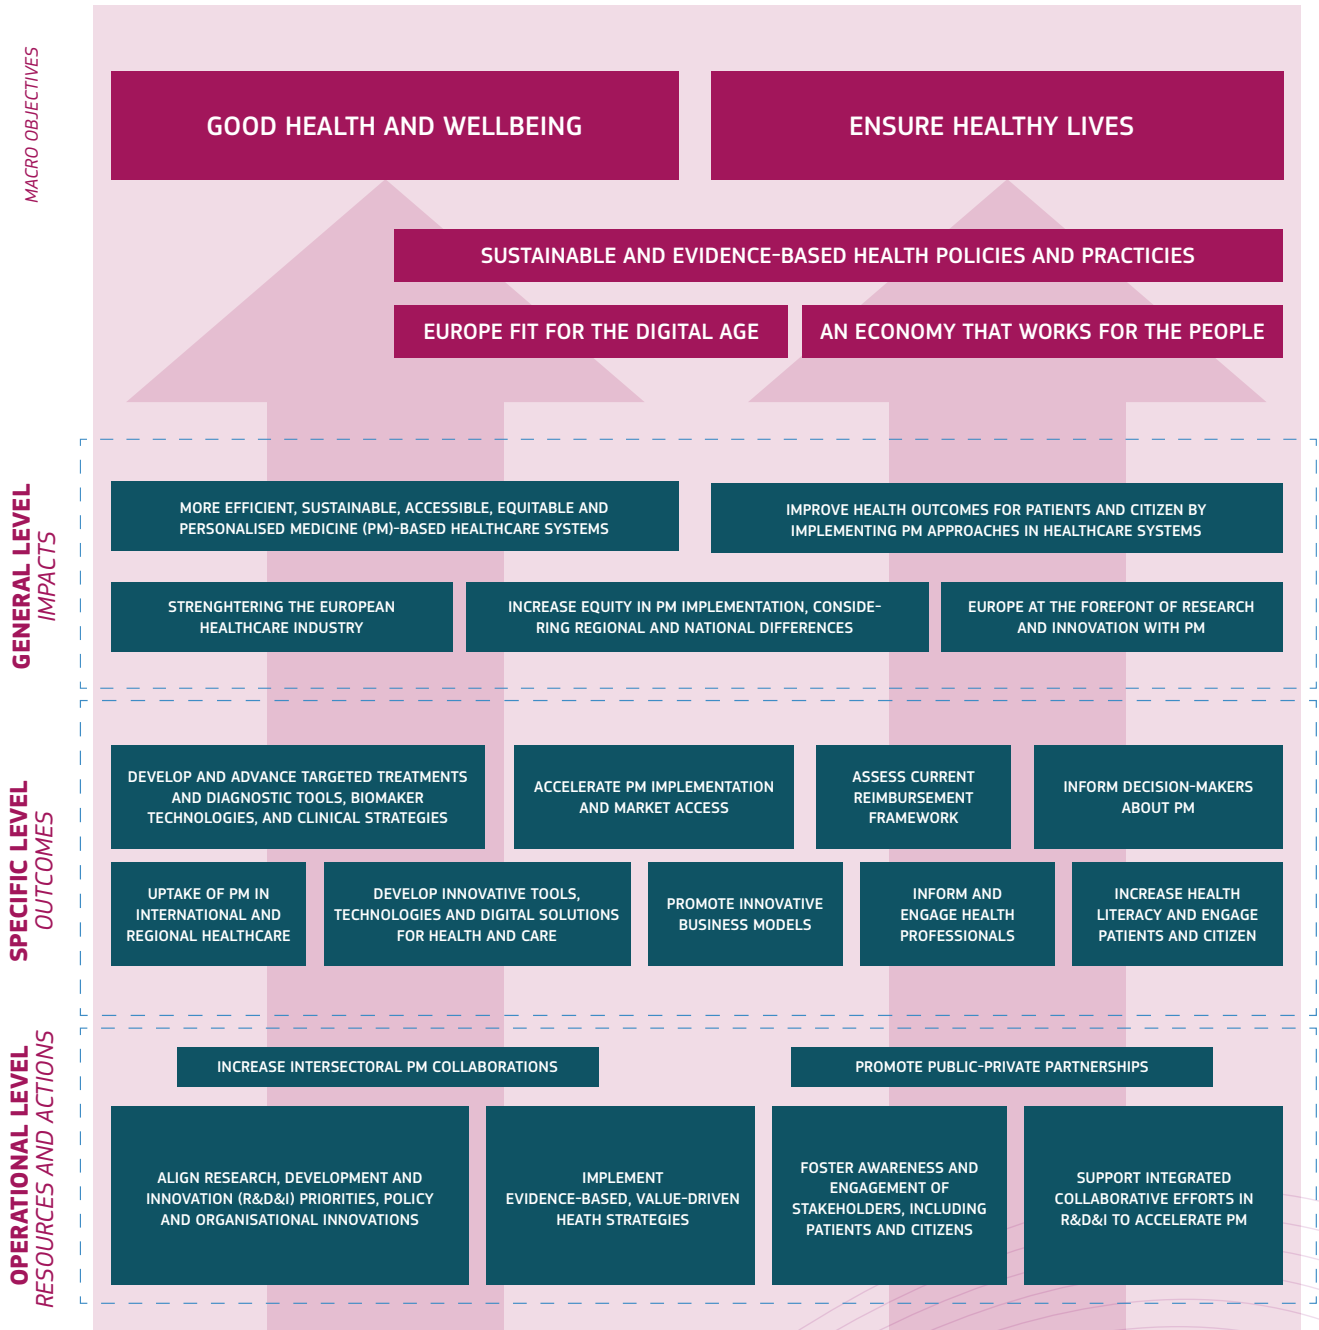 MACRO OBJECTIVES
GOOD HEALTH AND WELLBEING
ENSURE HEALTHY LIVES
SUSTAINABLE AND EVIDENCE-BASED HEALTH POLICIES AND PRACTICIES
EUROPE FIT FOR THE DIGITAL AGE
AN ECONOMY THAT WORKS FOR THE PEOPLE
GENERAL LEVEL
IMPACTS
MORE EFFICIENT, SUSTAINABLE, ACCESSIBLE, EQUITABLE AND
PERSONALISED MEDICINE (PM)-BASED HEALTHCARE SYSTEMS
IMPROVE HEALTH OUTCOMES FOR PATIENTS AND CITIZEN BY
IMPLEMENTING PM APPROACHES IN HEALTHCARE SYSTEMS
STRENGHTERING THE EUROPEAN
HEALTHCARE INDUSTRY
INCREASE EQUITY IN PM IMPLEMENTATION, CONSIDE-
RING REGIONAL AND NATIONAL DIFFERENCES
EUROPE AT THE FOREFONT OF RESEARCH
AND INNOVATION WITH PM
SPECIFIC LEVEL
OUTCOMES
DEVELOP AND ADVANCE TARGETED TREATMENTS
AND DIAGNOSTIC TOOLS, BIOMAKER
TECHNOLOGIES, AND CLINICAL STRATEGIES
ACCELERATE PM IMPLEMENTATION
AND MARKET ACCESS
ASSESS CURRENT
REIMBURSEMENT
FRAMEWORK
INFORM DECISION-MAKERS
ABOUT PM
UPTAKE OF PM IN
INTERNATIONAL AND
REGIONAL HEALTHCARE
DEVELOP INNOVATIVE TOOLS,
TECHNOLOGIES AND DIGITAL SOLUTIONS
FOR HEALTH AND CARE
PROMOTE INNOVATIVE
BUSINESS MODELS
INFORM AND
ENGAGE HEALTH
PROFESSIONALS
INCREASE HEALTH
LITERACY AND ENGAGE
PATIENTS AND CITIZEN
OPERATIONAL LEVEL
RESOURCES AND ACTIONS
INCREASE INTERSECTORAL PM COLLABORATIONS
PROMOTE PUBLIC-PRIVATE PARTNERSHIPS
ALIGN RESEARCH, DEVELOPMENT AND
INNOVATION (R&D&I) PRIORITIES, POLICY
AND ORGANISATIONAL INNOVATIONS
IMPLEMENT
EVIDENCE-BASED, VALUE-DRIVEN
HEATH STRATEGIES
FOSTER AWARENESS AND
ENGAGEMENT OF
STAKEHOLDERS, INCLUDING
PATIENTS AND CITIZENS
SUPPORT INTEGRATED
COLLABORATIVE EFFORTS IN
R&D&I TO ACCELERATE PM